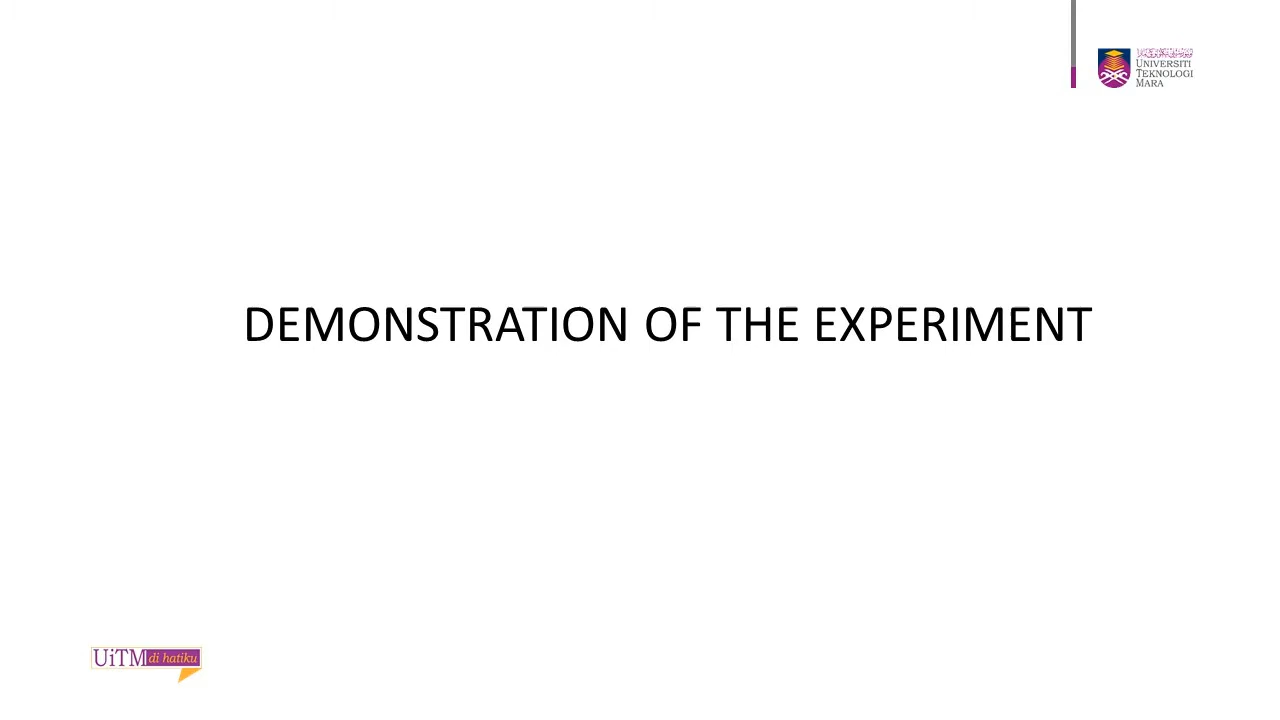 UNIVERSITI
TEKNOLOGI
MARA
DEMONSTRATION OF THE EXPERIMENT
UiTM di hatiku